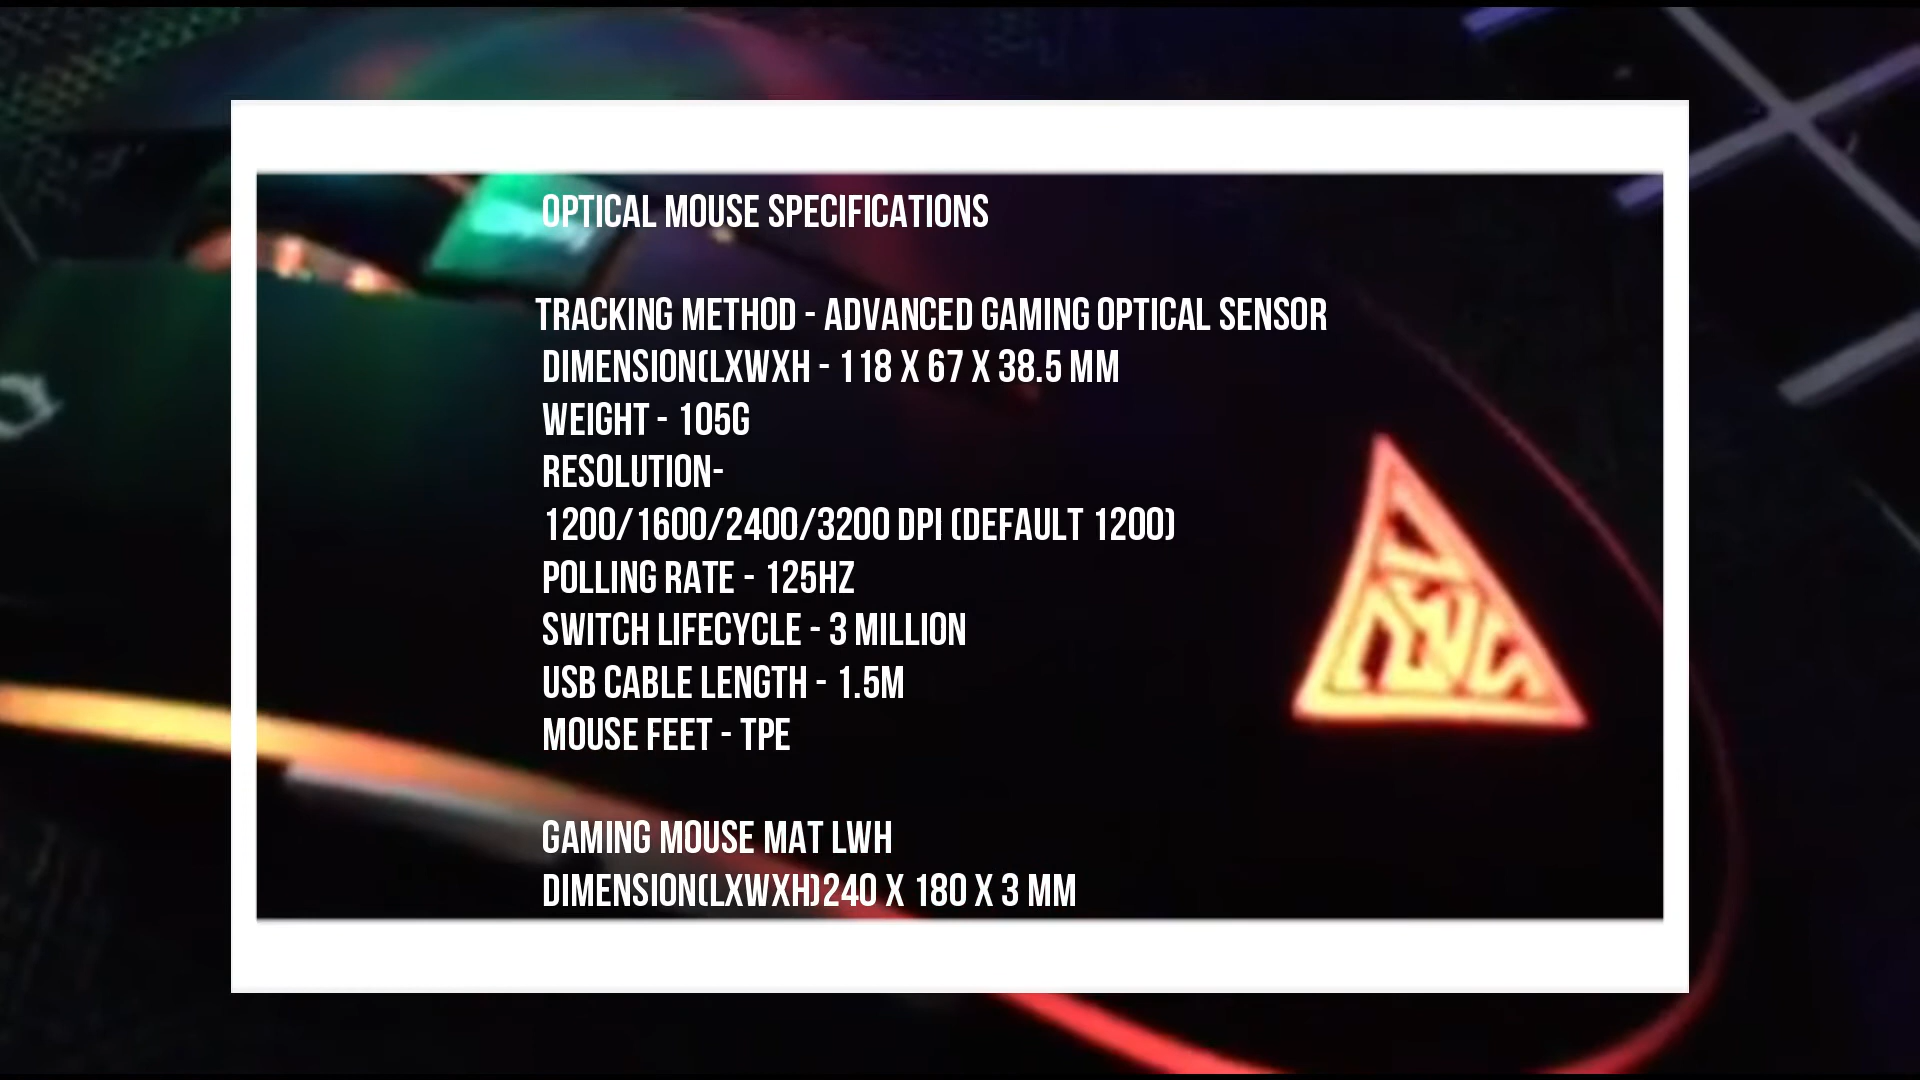 OPTICAL MOUSE SPECIFICATIONS
TRACKING METHOD - ADVANCED GAMING OPTICAL SENSOR
DIMENSION(LXWXH - 118 X 67 X 38.5 MM
WEIGHT - 105G
RESOLUTION-
1200/1600/2400/3200 DPI (DEFAULT 1200)
POLLING RATE - 125HZ
SWITCH LIFECYCLE - 3 MILLION
USB CABLE LENGTH - 1.5M
MOUSE FEET - TPE
GAMING MOUSE MAT LWH
DIMENSION(LXWXH)240 X 180 X 3 MM